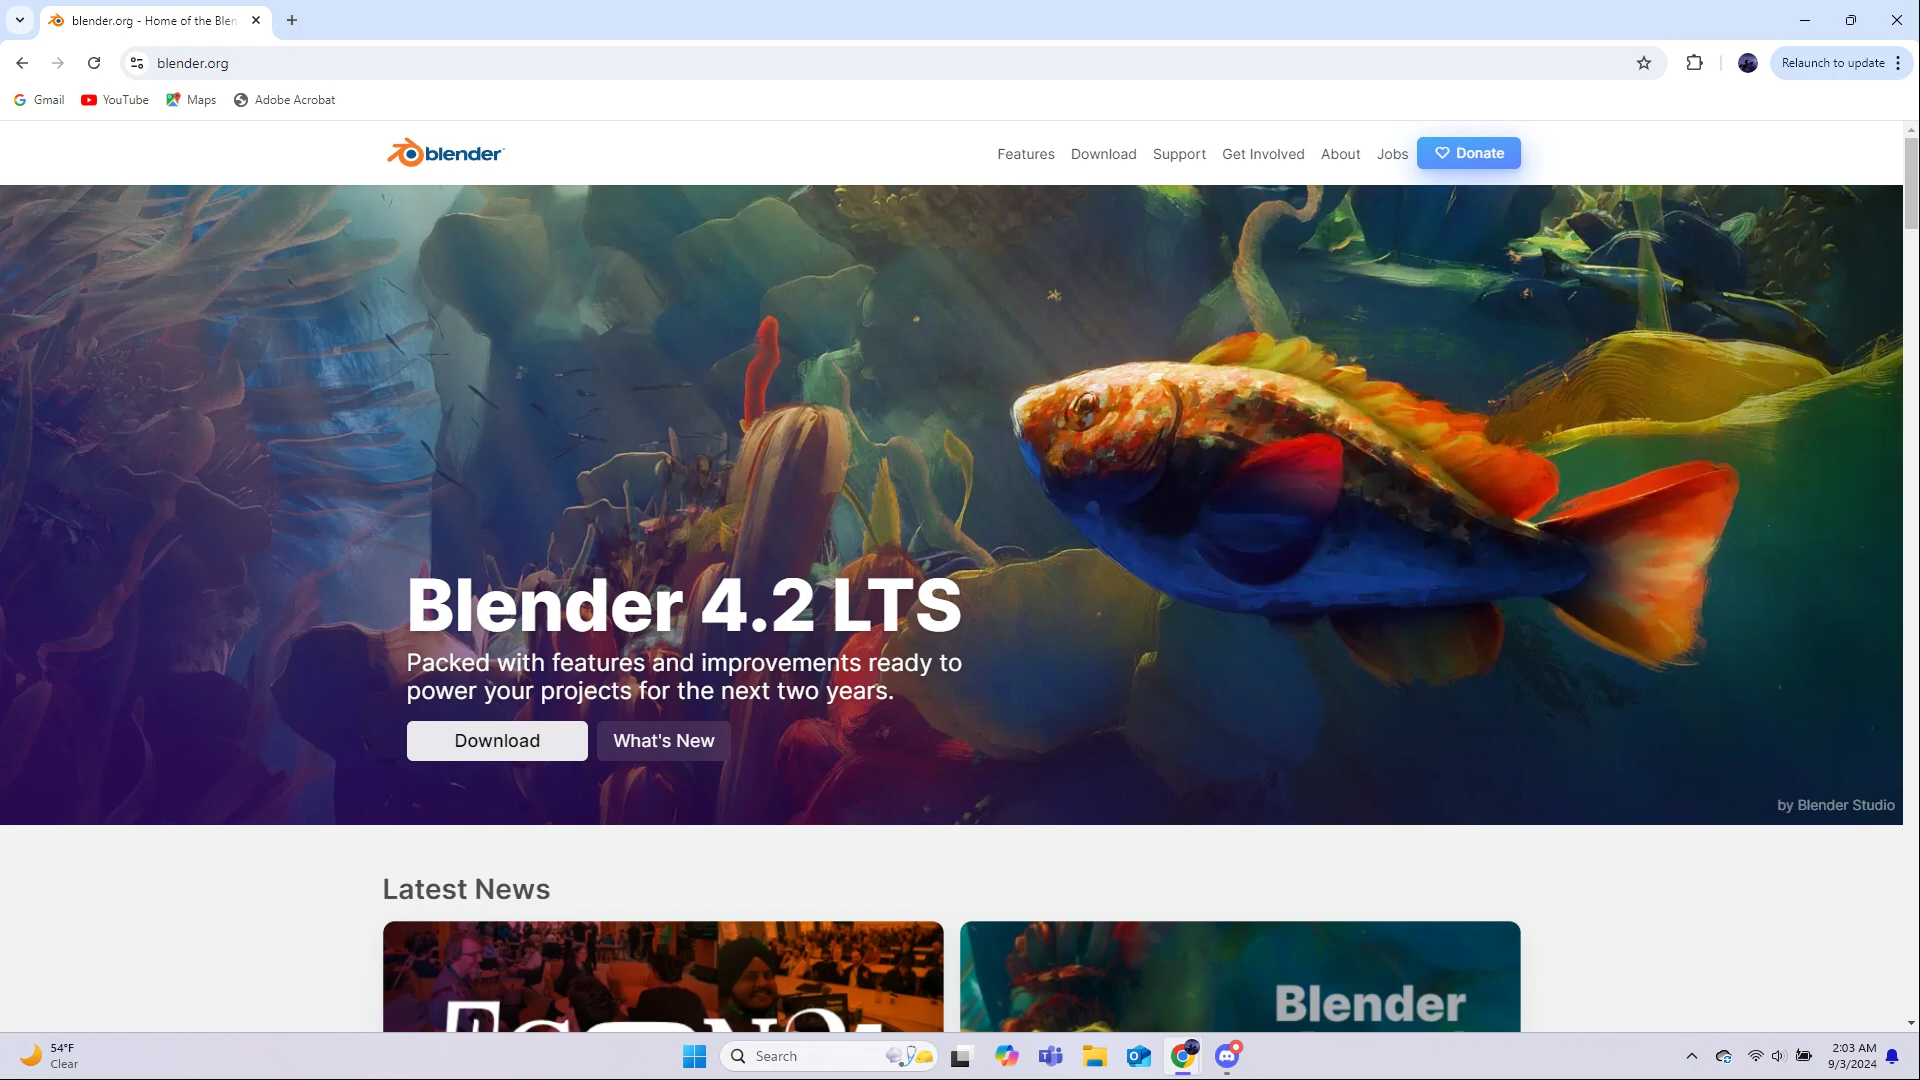 blender.org - Home of the Blen
blender.org
Relaunch to update
Gmail
YouTube
Maps
Adobe Acrobat
blender
Features
Download
Support
Get Involved
About
Jobs
Donate
Blender 4.2 LTS
Packed with features and improvements ready to
power your projects for the next two years.
Download
What's New
by Blender Studio
Latest News
Blender
54°F
Clear
Search
2:03 AM
9/3/2024